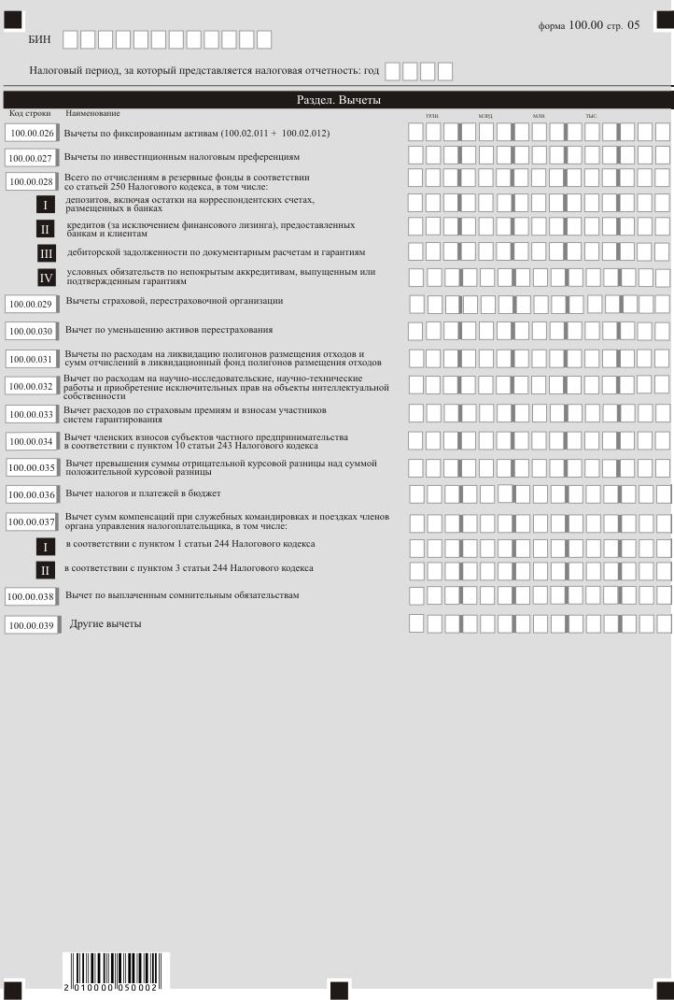 форма 100.00 стр. 05
БИН
Налоговый период, за который представляется налоговая отчетность: год
Раздел. Вычеты
Код строки Наименование трлн. млрд. млн. тыс.
100.00.026 Вычеты по фиксированным активам (100.02.011 + 100.02.012)
100.00.027 Вычеты по инвестиционным налоговым преференциям
100.00.028 Всего по отчислениям в резервные фонды в соответствии
со статьей 250 Налогового кодекса, в том числе:
I депозитов, включая остатки на корреспондентских счетах,
размещенных в банках
II кредитов (за исключением финансового лизинга), предоставленных
банкам и клиентам
III дебиторской задолженности по документарным расчетам и гарантиям
IV условных обязательств по непокрытым аккредитивам, выпущенным или
подтвержденным гарантиям
100.00.029 Вычеты страховой, перестраховочной организации
100.00.030 Вычет по уменьшению активов перестрахования
100.00.031 Вычеты по расходам на ликвидацию полигонов размещения отходов и
сумм отчислений в ликвидационный фонд полигонов размещения отходов
100.00.032 Вычет по расходам на научно-исследовательские, научно-технические
работы и приобретение исключительных прав на объекты интеллектуальной
собственности
100.00.033 Вычет расходов по страховым премиям и взносам участников
систем гарантирования
100.00.034 Вычет членских взносов субъектов частного предпринимательства
в соответствии с пунктом 10 статьи 243 Налогового кодекса
100.00.035 Вычет превышения суммы отрицательной курсовой разницы над суммой
положительной курсовой разницы
100.00.036 Вычет налогов и платежей в бюджет
100.00.037 Вычет сумм компенсаций при служебных командировках и поездках членов
органа управления налогоплательщика, в том числе:
I в соответствии с пунктом 1 статьи 244 Налогового кодекса
II в соответствии с пунктом 3 статьи 244 Налогового кодекса
100.00.038 Вычет по выплаченным сомнительным обязательствам
100.00.039 Другие вычеты
2 010000 050002